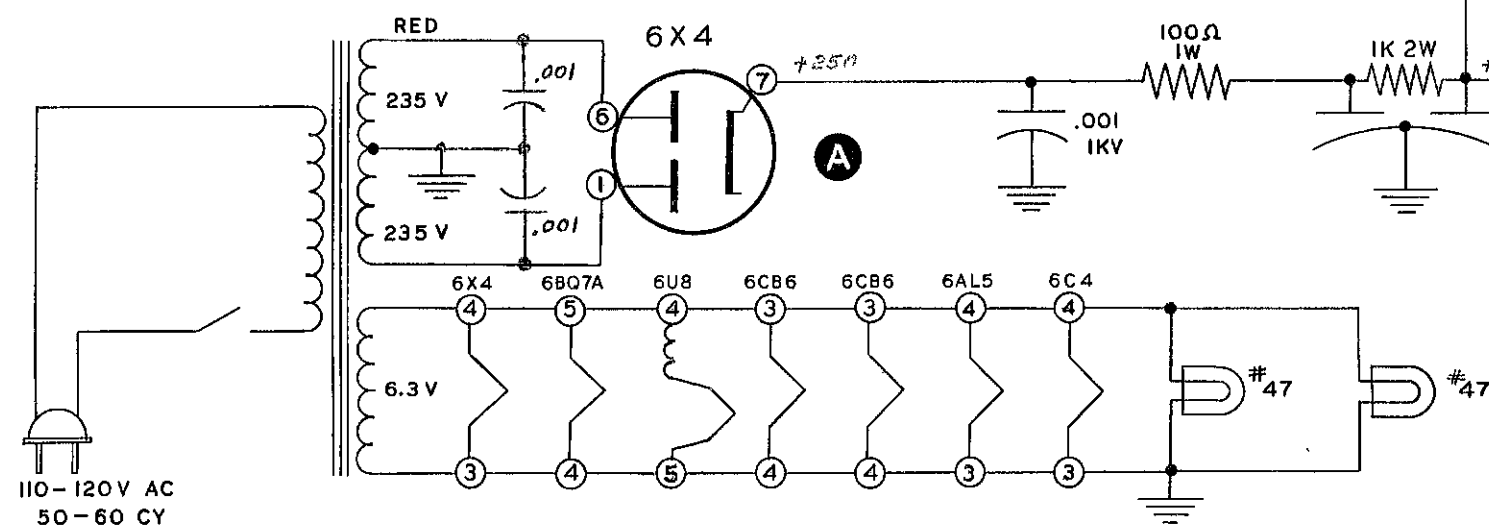 RED
6X4
.001
235 V
6
7
+250
100Ω
1W
1K 2W
+
.001
1KV
A
1
235 V
.001
6X4
6BQ7A
6U8
6CB6
6CB6
6AL5
6C4
4
5
4
3
3
4
4
6.3 V
#47
#47
3
4
5
4
4
3
3
110-120V AC
50-60 CY